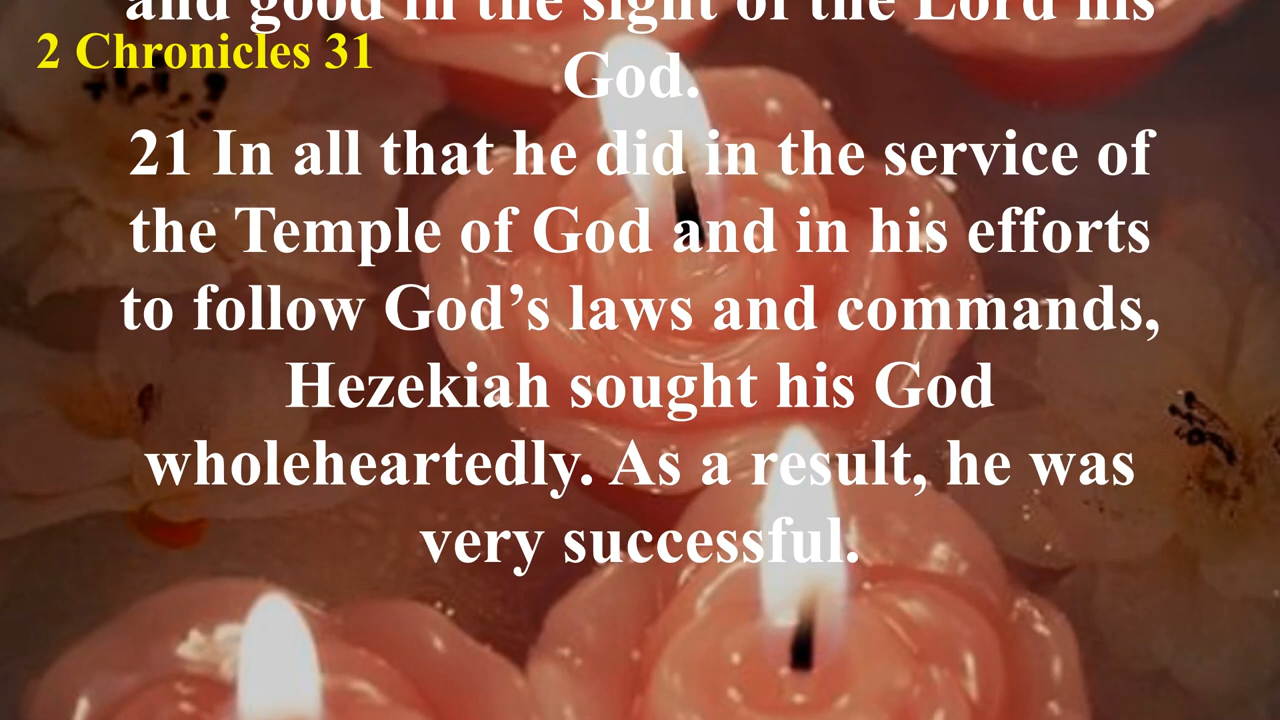 and good in the sight of the Lord his
2 Chronicles 31
God.
21 In all that he did in the service of
the Temple of God and in his efforts
to follow God’s laws and commands,
Hezekiah sought his God
wholeheartedly. As a result, he was
very successful.